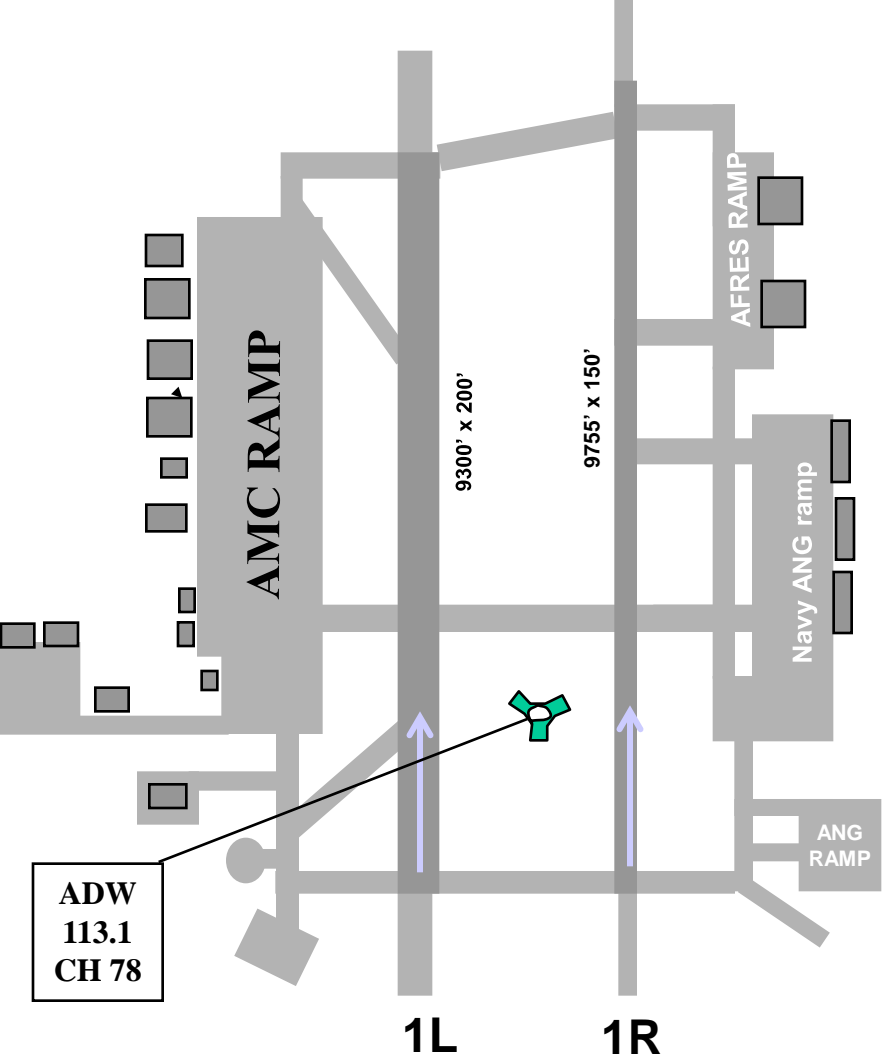 AFRES RAMP
AMC RAMP
9300’ x 200’
9755’ x 150’
Navy ANG ramp
ANG
RAMP
ADW
113.1
CH 78
1L
1R